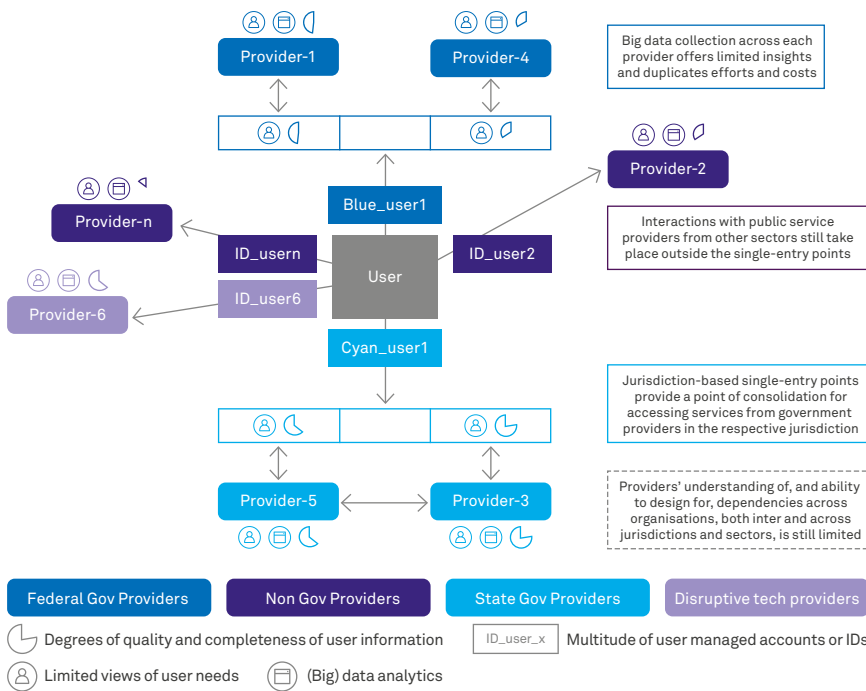 Provider-1
Provider-4
Big data collection across each
provider offers limited insights
and duplicates efforts and costs
Provider-2
Blue_user1
Provider-n
ID_usern
User
ID_user2
Interactions with public service
providers from other sectors still take
place outside the single-entry points
ID_user6
Provider-6
Cyan_user1
Jurisdiction-based single-entry points
provide a point of consolidation for
accessing services from government
providers in the respective jurisdiction
Provider-5
Provider-3
Providers' understanding of, and ability
to design for, dependencies across
organisations, both inter and across
jurisdictions and sectors, is still limited
Federal Gov Providers
Non Gov Providers
State Gov Providers
Disruptive tech providers
Degrees of quality and completeness of user information
ID_user_x
Multitude of user managed accounts or IDs
Limited views of user needs
(Big) data analytics